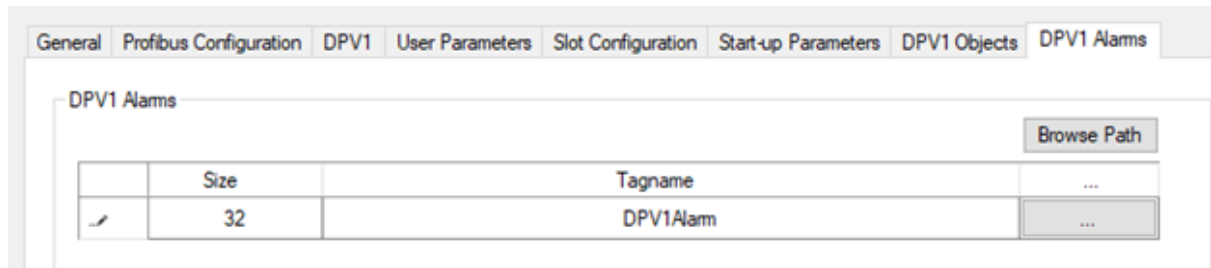 General Profibus Configuration DPV1 User Parameters Slot Configuration Start-up Parameters DPV1 Objects DPV1 Alarms
DPV1 Alarms
Browse Path
Size Tagname ...
32 DPV1Alarm ...